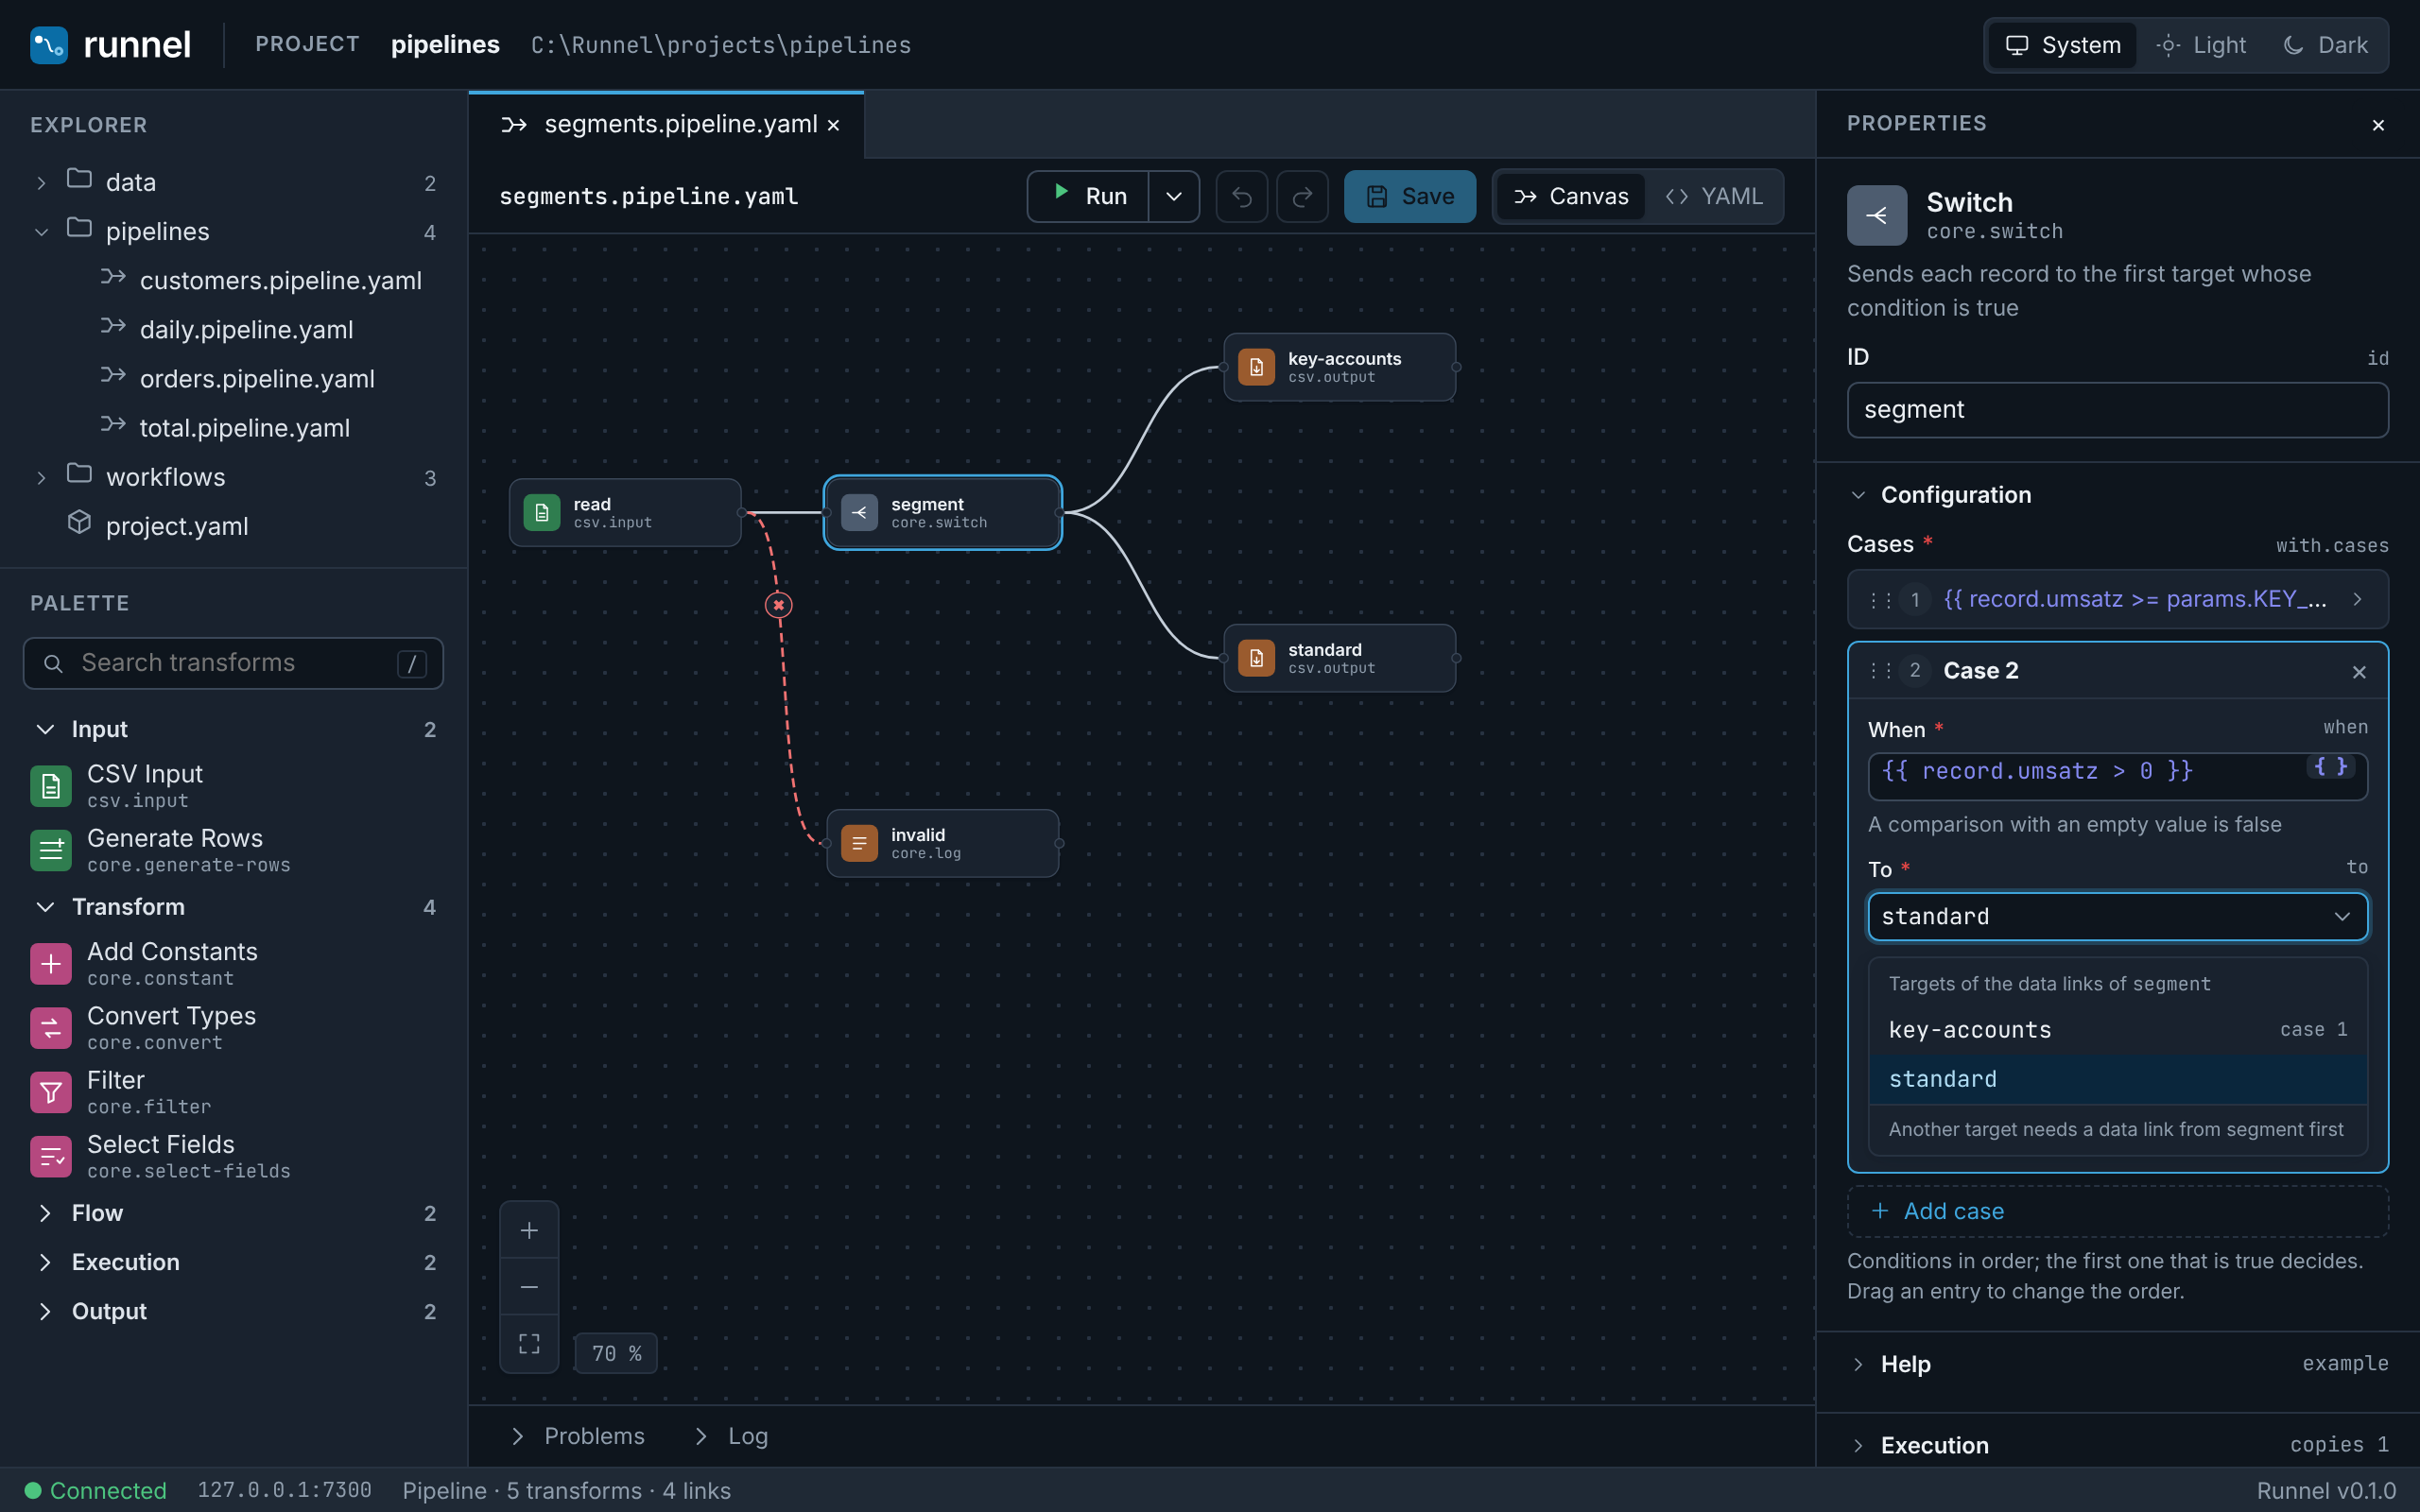 runnel
PROJECT pipelines C:\Runnel\projects\pipelines
System Light Dark
EXPLORER
data 2
pipelines 4
customers.pipeline.yaml
daily.pipeline.yaml
orders.pipeline.yaml
total.pipeline.yaml
workflows 3
project.yaml
PALETTE
Search transforms /
Input 2
CSV Input
csv.input
Generate Rows
core.generate-rows
Transform 4
Add Constants
core.constant
Convert Types
core.convert
Filter
core.filter
Select Fields
core.select-fields
Flow 2
Execution 2
Output 2
segments.pipeline.yaml
segments.pipeline.yaml
Run Save Canvas YAML
key-accounts
csv.output
read
csv.input
segment
core.switch
standard
csv.output
invalid
core.log
70 %
Problems Log
PROPERTIES
Switch
core.switch
Sends each record to the first target whose
condition is true
ID id
segment
Configuration
Cases * with.cases
1 {{ record.umsatz >= params.KEY_...
2 Case 2
When * when
{{ record.umsatz > 0 }} { }
A comparison with an empty value is false
To * to
standard
Targets of the data links of segment
key-accounts case 1
standard
Another target needs a data link from segment first
+ Add case
Conditions in order; the first one that is true decides.
Drag an entry to change the order.
Help example
Execution copies 1
Connected 127.0.0.1:7300 Pipeline · 5 transforms · 4 links
Runnel v0.1.0